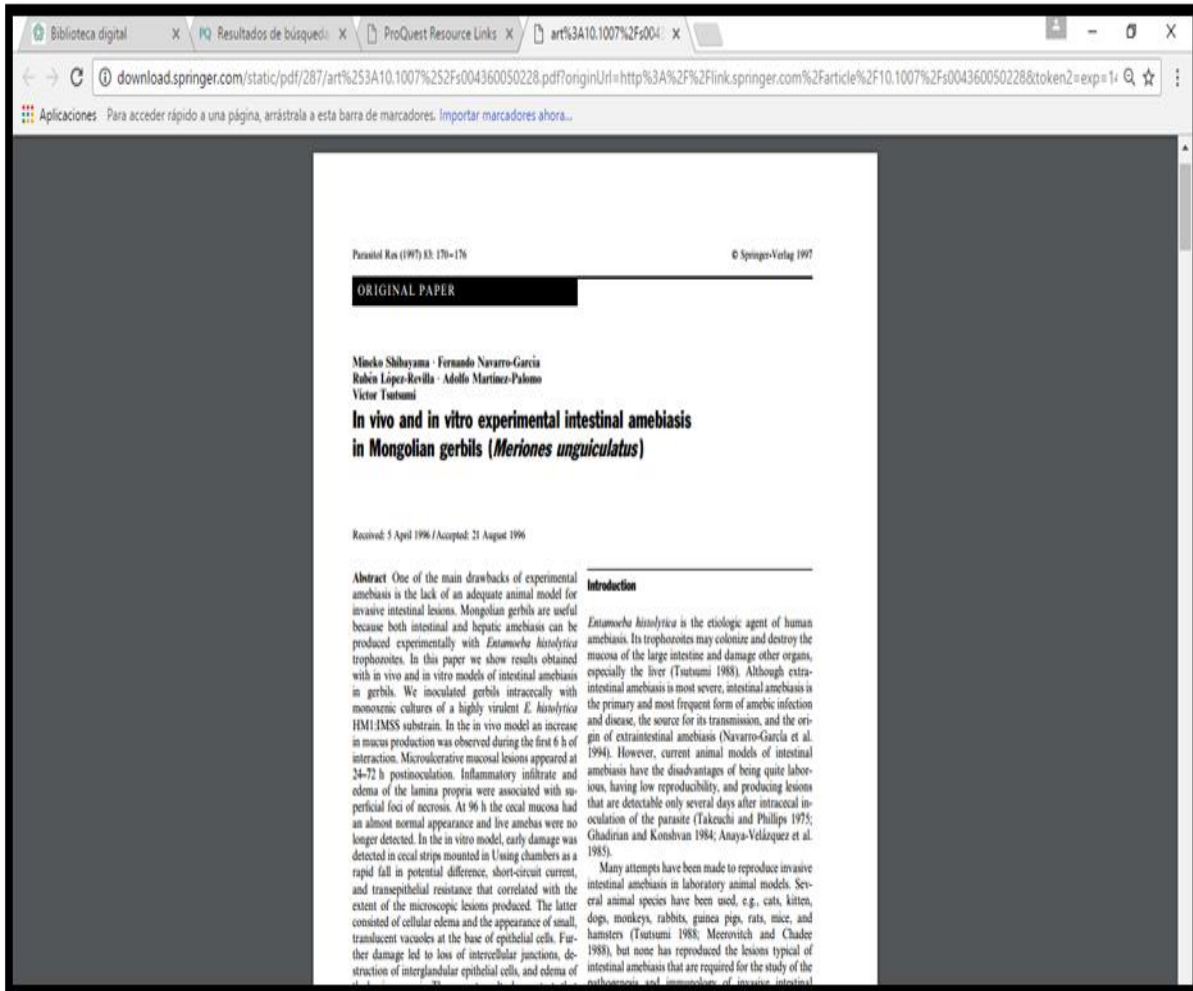 Biblioteca digital
Resultados de búsqueda
ProQuest Resource Links
art%3A10.1007%2Fs004
download.springer.com/static/pdf/287/art%253A10.1007%252Fs004360050228.pdf?originUrl=http%3A%2F%2Flink.springer.com%2Farticle%2F10.1007%2Fs004360050228&token2=exp=14
Aplicaciones Para acceder rápido a una página, arrástrala a esta barra de marcadores. Importar marcadores ahora...
Parasitol Res (1997) 83: 170–176
© Springer-Verlag 1997
ORIGINAL PAPER
Mineko Shibayama · Fernando Navarro-García
Rubén López-Revilla · Adolfo Martínez-Palomo
Victor Tsutsumi
In vivo and in vitro experimental intestinal amebiasis
in Mongolian gerbils (Meriones unguiculatus)
Received: 5 April 1996 / Accepted: 21 August 1996
Abstract One of the main drawbacks of experimental
amebiasis is the lack of an adequate animal model for
invasive intestinal lesions. Mongolian gerbils are useful
because both intestinal and hepatic amebiasis can be
produced experimentally with Entamoeba histolytica
trophozoites. In this paper we show results obtained
with in vivo and in vitro models of intestinal amebiasis
in gerbils. We inoculated gerbils intracecally with
monoxenic cultures of a highly virulent E. histolytica
HM1:IMSS substrain. In the in vivo model an increase
in mucus production was observed during the first 6 h of
interaction. Microulcerative mucosal lesions appeared at
24–72 h postinoculation. Inflammatory infiltrate and
edema of the lamina propria were associated with su-
perficial foci of necrosis. At 96 h the cecal mucosa had
an almost normal appearance and live amebas were no
longer detected. In the in vitro model, early damage was
detected in cecal strips mounted in Ussing chambers as a
rapid fall in potential difference, short-circuit current,
and transepithelial resistance that correlated with the
extent of the microscopic lesions produced. The latter
consisted of cellular edema and the appearance of small,
translucent vacuoles at the base of epithelial cells. Fur-
ther damage led to loss of intercellular junctions, de-
struction of interglandular epithelial cells, and edema of
Introduction
Entamoeba histolytica is the etiologic agent of human
amebiasis. Its trophozoites may colonize and destroy the
mucosa of the large intestine and damage other organs,
especially the liver (Tsutsumi 1988). Although extra-
intestinal amebiasis is most severe, intestinal amebiasis is
the primary and most frequent form of amebic infection
and disease, the source for its transmission, and the ori-
gin of extraintestinal amebiasis (Navarro-García et al.
1994). However, current animal models of intestinal
amebiasis have the disadvantages of being quite labor-
ious, having low reproducibility, and producing lesions
that are detectable only several days after intracecal in-
oculation of the parasite (Takeuchi and Phillips 1975;
Ghadirian and Konshvan 1984; Anaya-Velázquez et al.
1985).
Many attempts have been made to reproduce invasive
intestinal amebiasis in laboratory animal models. Sev-
eral animal species have been used, e.g., cats, kitten,
dogs, monkeys, rabbits, guinea pigs, rats, mice, and
hamsters (Tsutsumi 1988; Meerovitch and Chadee
1988), but none has reproduced the lesions typical of
intestinal amebiasis that are required for the study of the
pathogenesis and immunology of invasive intestinal